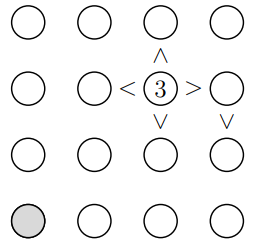 ∧
< 3 >
∨ ∨